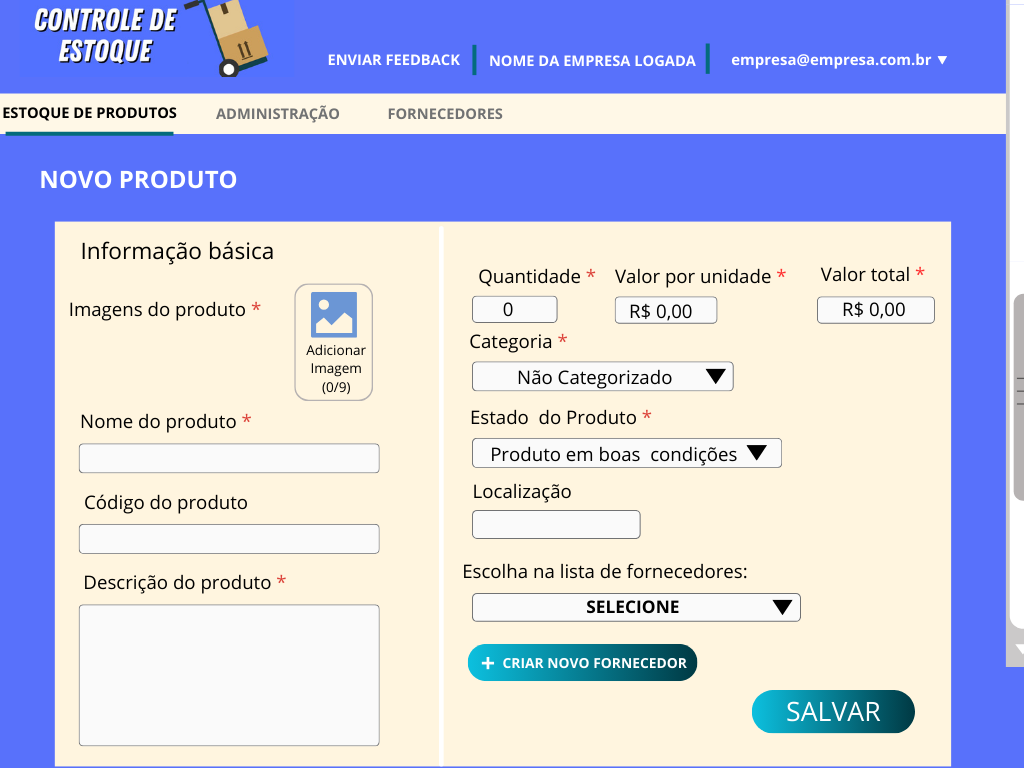 CONTROLE DE
ESTOQUE
ENVIAR FEEDBACK
NOME DA EMPRESA LOGADA
empresa@empresa.com.br ▼
ESTOQUE DE PRODUTOS
ADMINISTRAÇÃO
FORNECEDORES
NOVO PRODUTO
Informação básica
Imagens do produto *
Adicionar
Imagem
(0/9)
Nome do produto *
Código do produto
Descrição do produto *
Quantidade * Valor por unidade * Valor total *
0 R$ 0,00 R$ 0,00
Categoria *
Não Categorizado
Estado do Produto *
Produto em boas condições
Localização
Escolha na lista de fornecedores:
SELECIONE
+ CRIAR NOVO FORNECEDOR
SALVAR